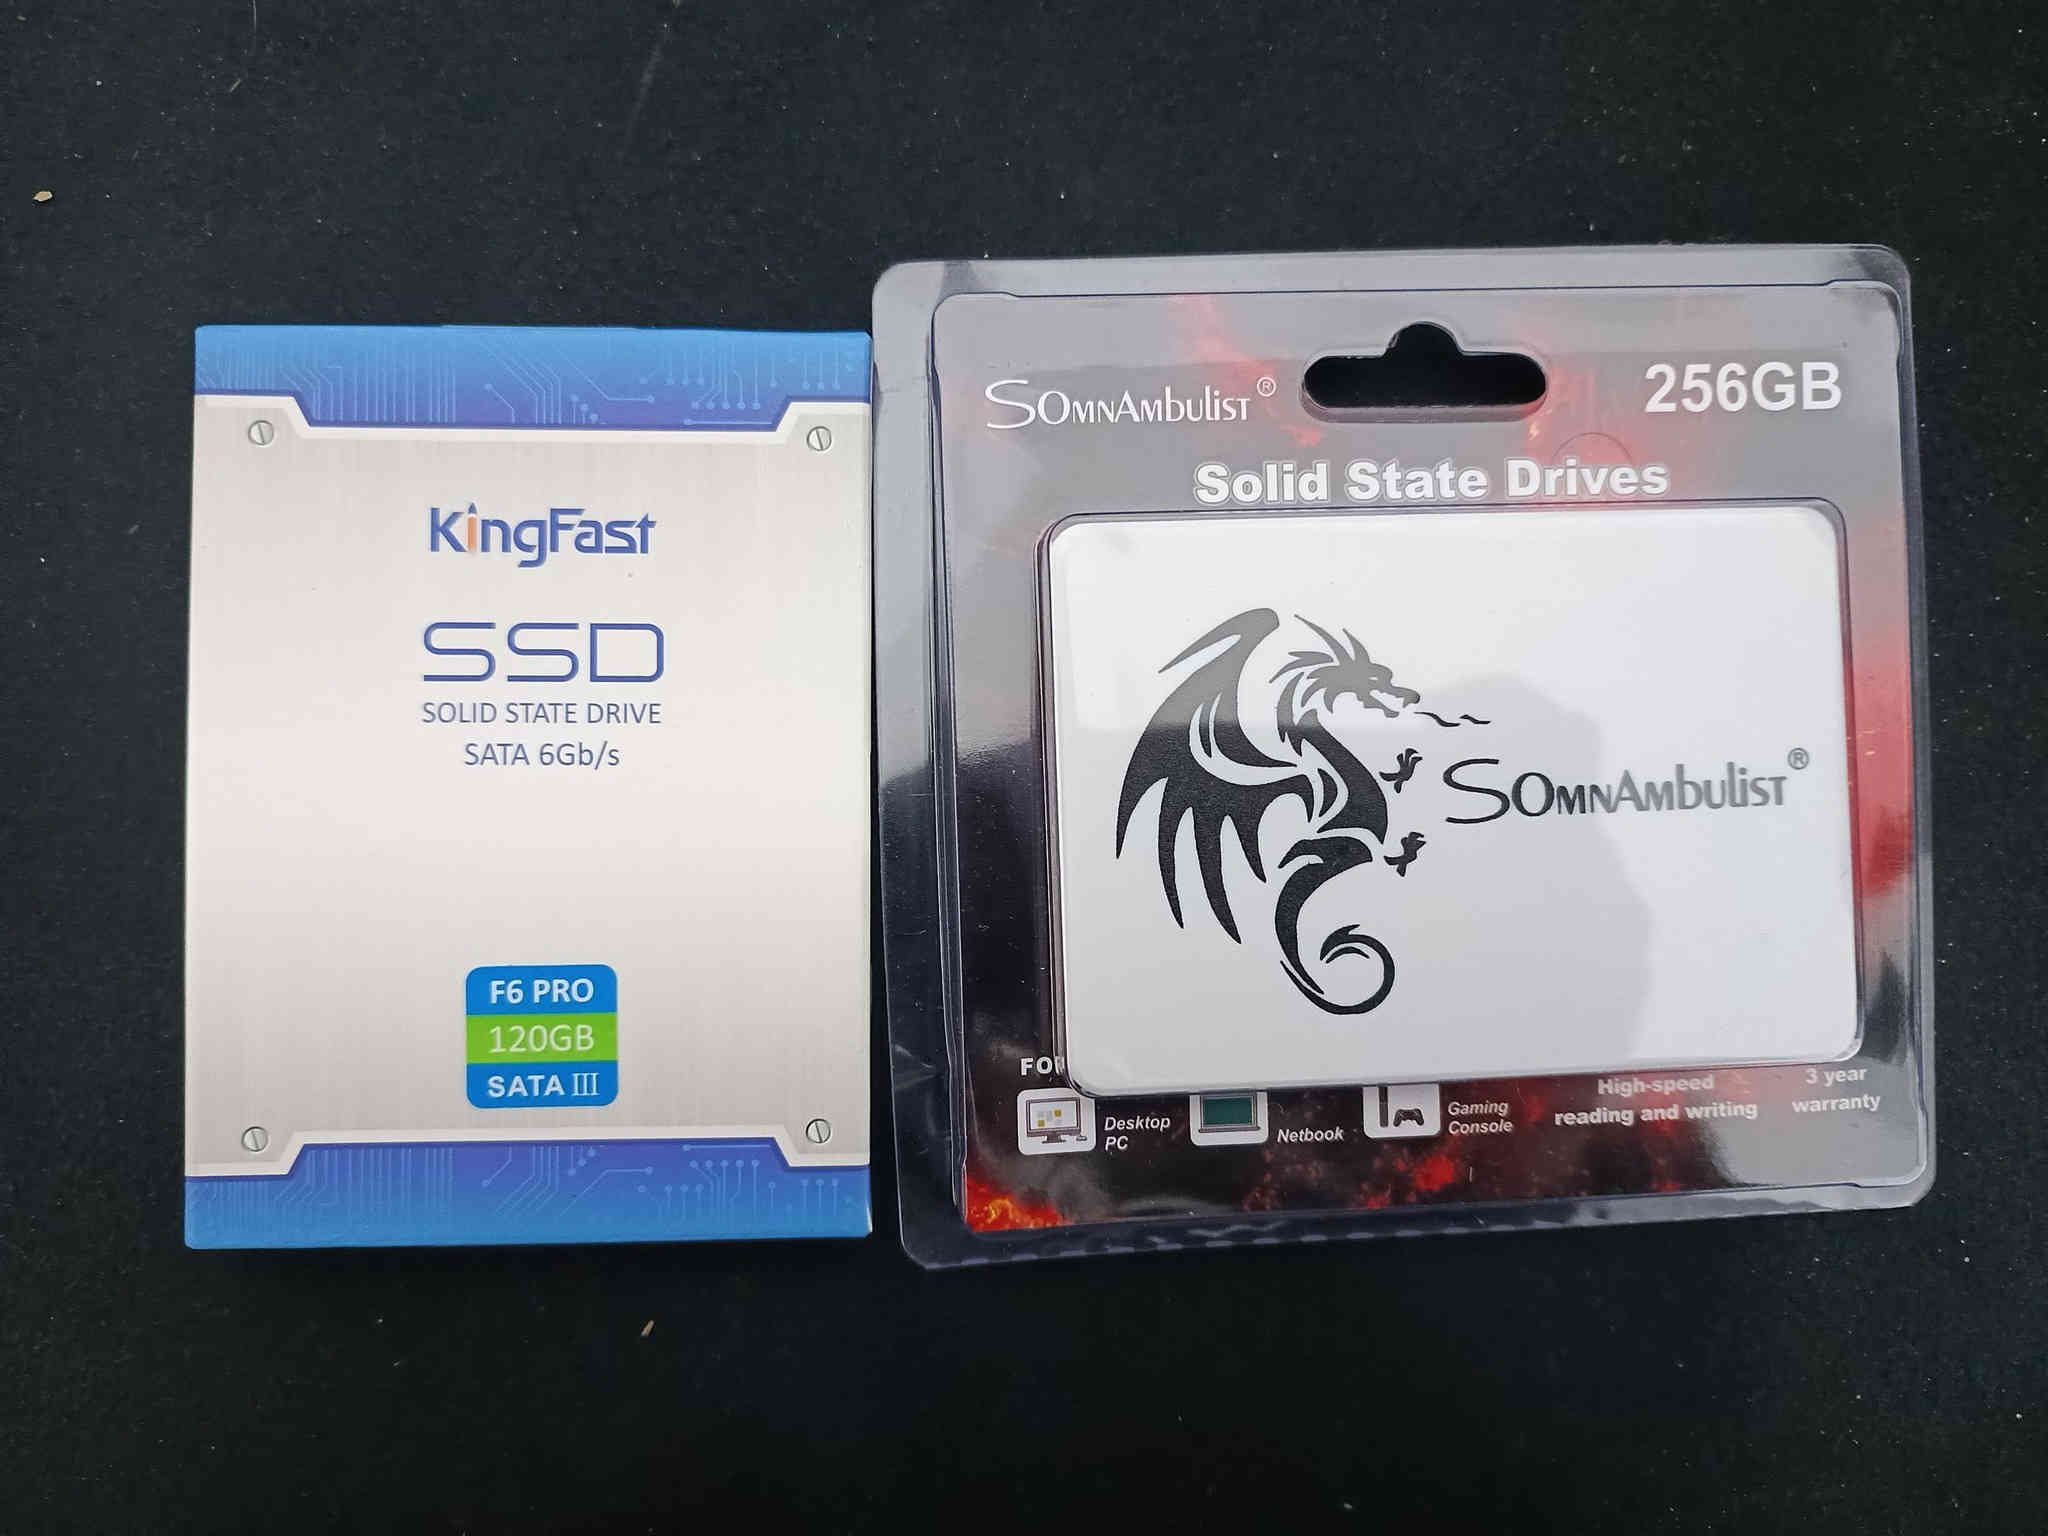 KingFast
SSD
SOLID STATE DRIVE
SATA 6Gb/s
F6 PRO
120GB
SATA III
SOmnAmbulist®
256GB
Solid State Drives
SOmnAmbulist®
Desktop
PC
Netbook
Gaming
Console
High-speed
reading and writing
3 year
warranty